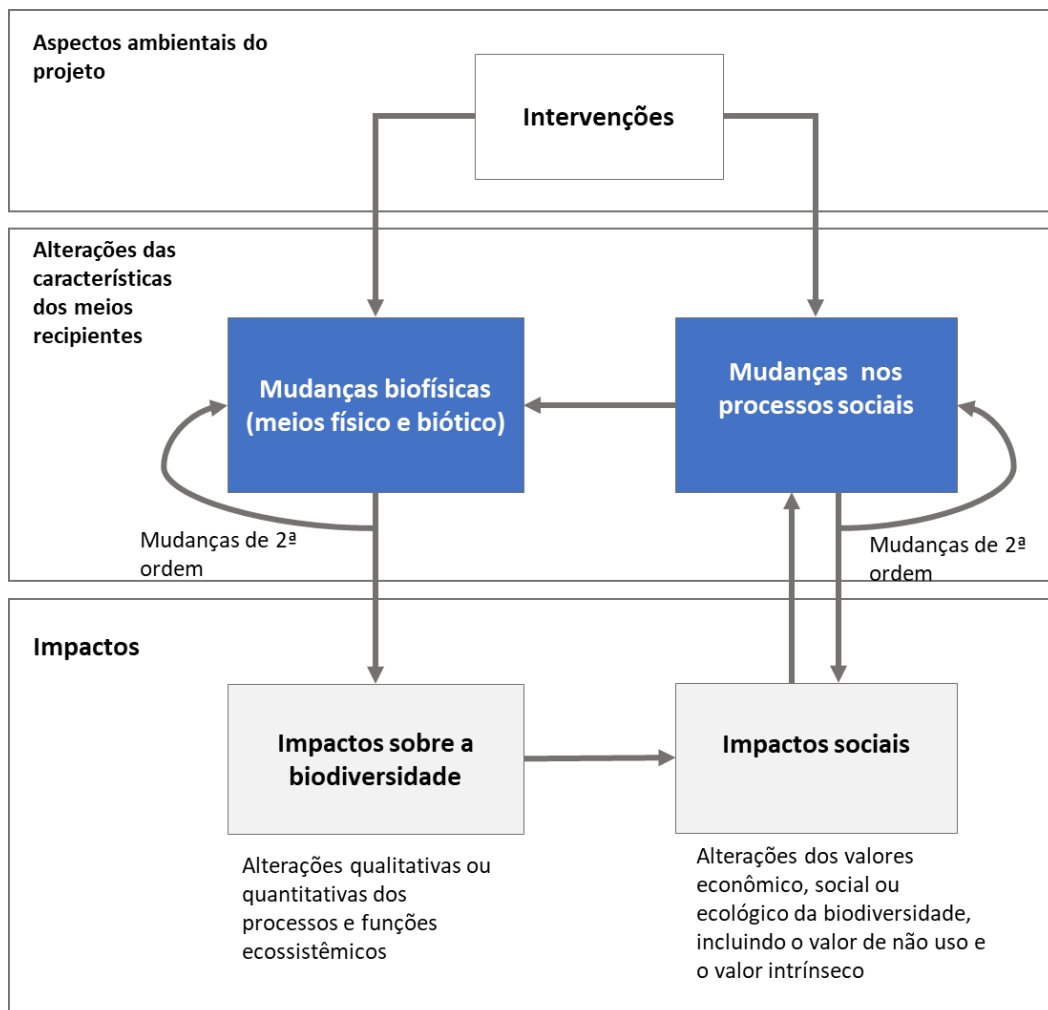 Aspectos ambientais do
projeto
Intervenções
Alterações das
características
dos meios
recipientes
Mudanças biofísicas
(meios físico e biótico)
Mudanças nos
processos sociais
Mudanças de 2ª
ordem
Mudanças de 2ª
ordem
Impactos
Impactos sobre a
biodiversidade
Impactos sociais
Alterações qualitativas ou
quantitativas dos
processos e funções
ecossistêmicos
Alterações dos valores
econômico, social ou
ecológico da biodiversidade,
incluindo o valor de não uso e
o valor intrínseco